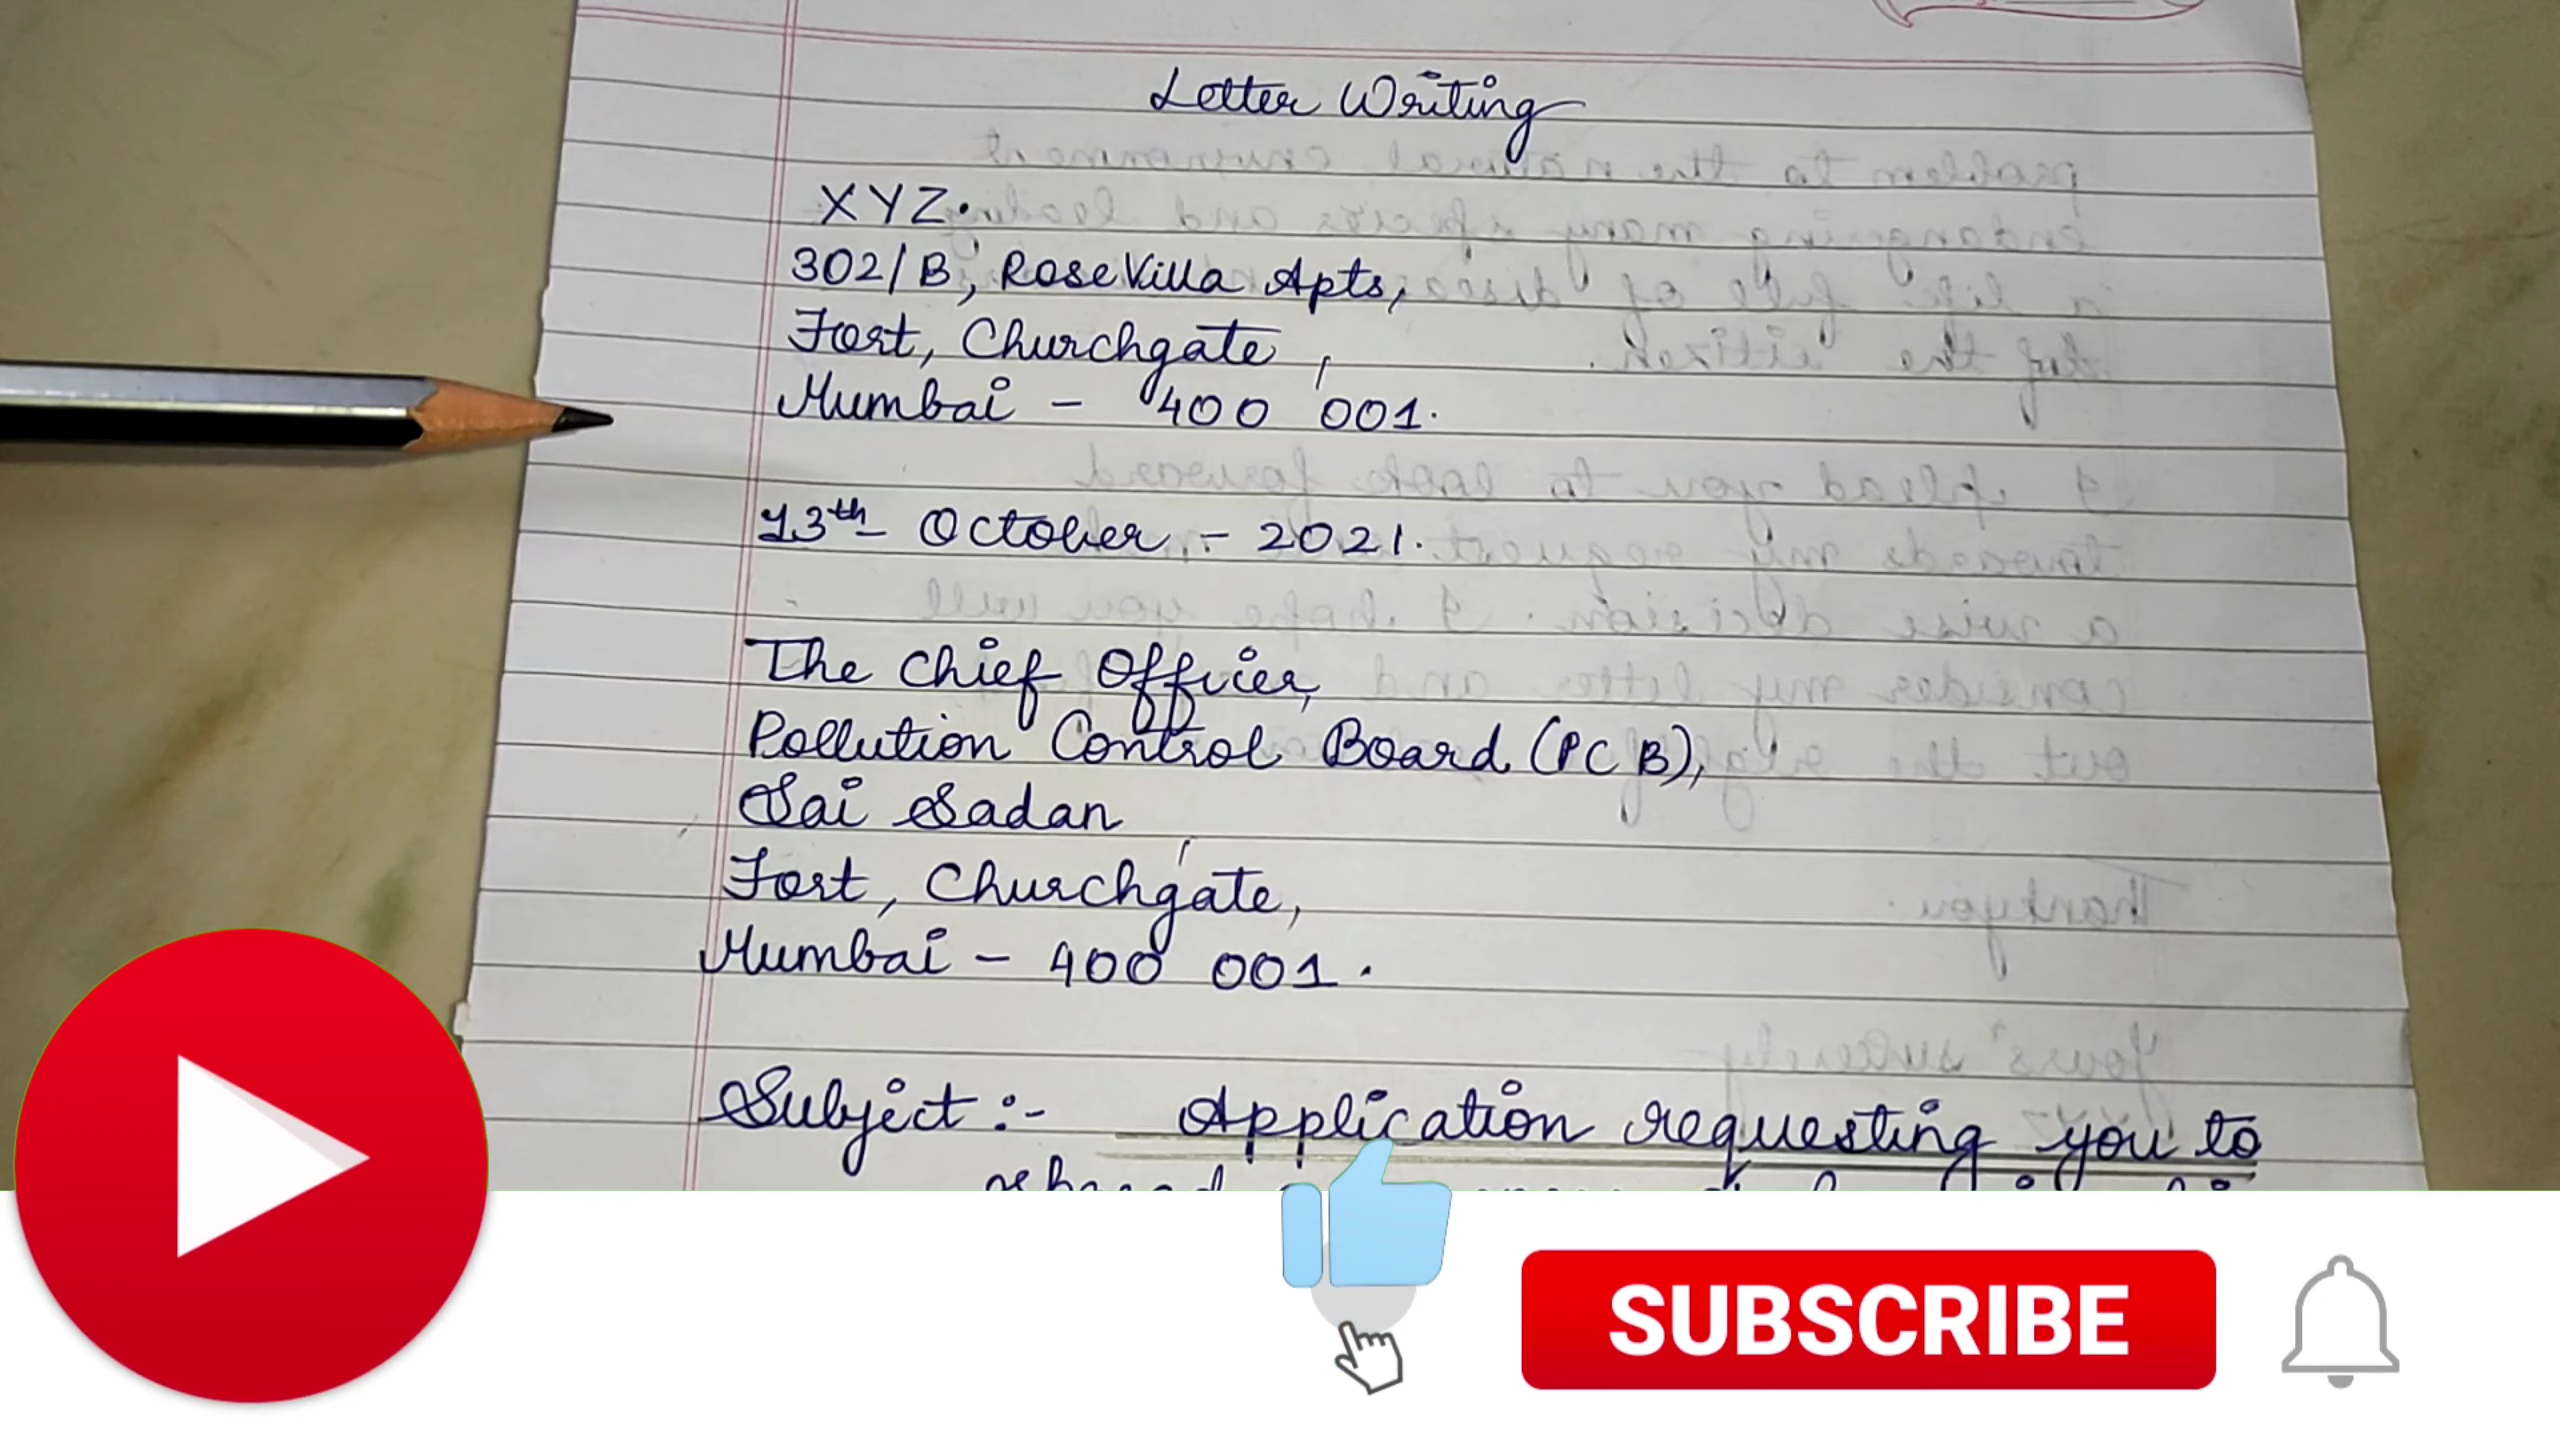 Letter Writing
XYZ.
302/B, Rose Villa Apts,
Fort, Churchgate,
Mumbai - 400 001.
13th October - 2021.
The Chief Officer,
Pollution Control Board (PCB),
Sai Sadan,
Fort, Churchgate,
Mumbai - 400 001.
Subject :- Application requesting you to
SUBSCRIBE